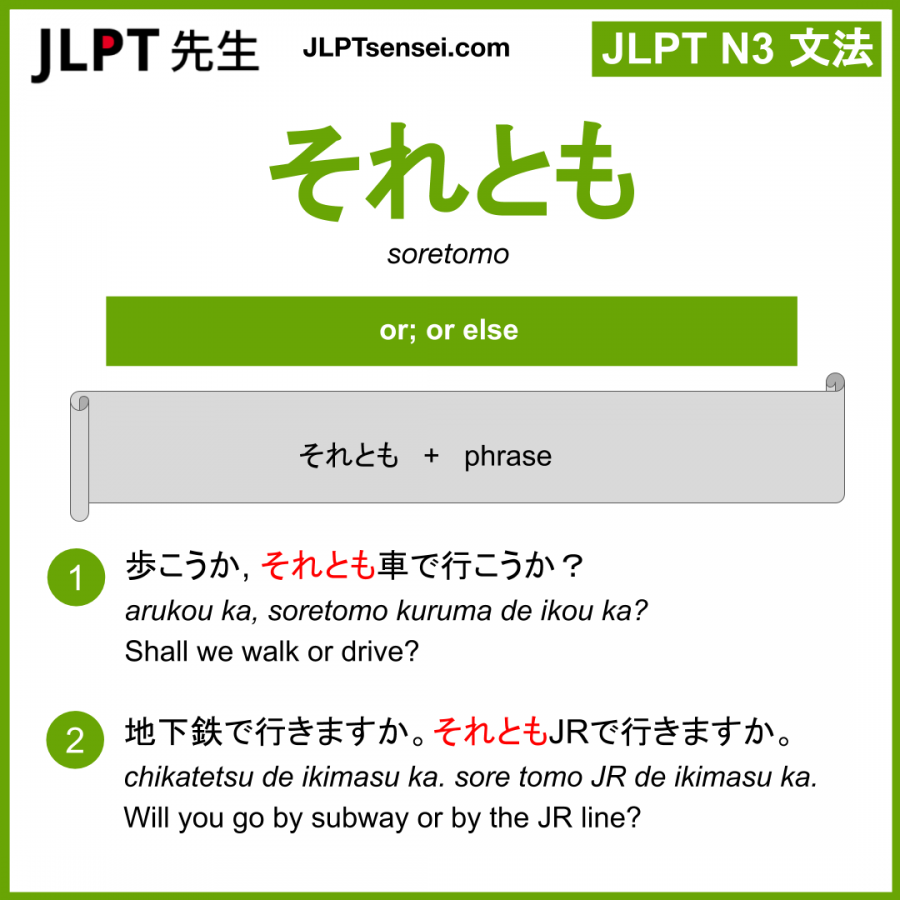 JLPT 先生
JLPTsensei.com
JLPT N3 文法
それとも
soretomo
or; or else
それとも + phrase
1
歩こうか, それとも車で行こうか？
arukou ka, soretomo kuruma de ikou ka?
Shall we walk or drive?
2
地下鉄で行きますか。それともJRで行きますか。
chikatetsu de ikimasu ka. sore tomo JR de ikimasu ka.
Will you go by subway or by the JR line?